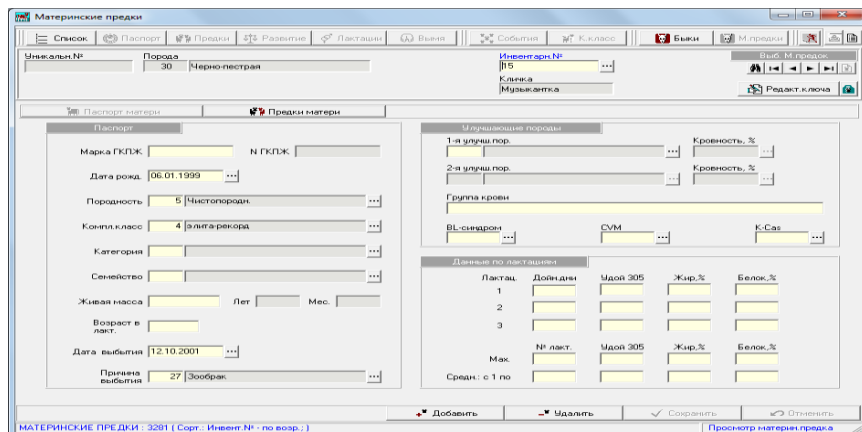 Материнские предки
Список Паспорт Предки Развитие Лактации Вымя События К.класс Быки М.предки
Уникальн.№ Порода Инвентарн.№ Выб. М.предок
30 Черно-пестрая 15
Кличка
Музыкантка Редакт.ключа
Паспорт матери Предки матери
Паспорт Улучшающие породы
1-я улучш.пор. Кровность, %
Марка ГКПЖ N ГКПЖ
2-я улучш.пор. Кровность, %
Дата рожд. 06.01.1999
Породность 5 Чистопородн. Группа крови
Компл.класс 4 элита-рекорд
BL-синдром CVM K-Cas
Категория
Данные по лактациям
Семейство Лактац. Дойн.дни Удой 305 Жир,% Белок,%
1
Живая масса Лет Мес.
2
Возраст в лакт.
3
Дата выбытия 12.10.2001 № лакт. Удой 305 Жир,% Белок,%
Мах.
Причина выбытия 27 Зообрак Средн.: с 1 по
Добавить Удалить Сохранить Отменить
МАТЕРИНСКИЕ ПРЕДКИ : 3281 ( Сорт.: Инвент.№ - по возр.; ) Просмотр материн.предка